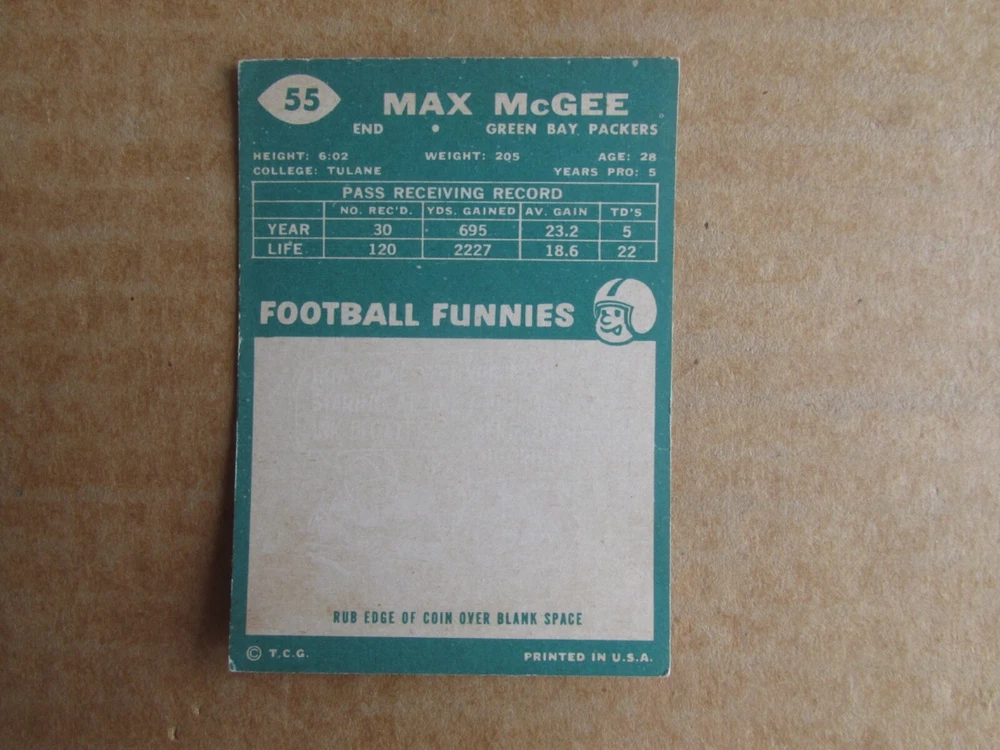 55
MAX McGEE
END • GREEN BAY PACKERS
HEIGHT: 6:02 WEIGHT: 205 AGE: 28
COLLEGE: TULANE YEARS PRO: 5
PASS RECEIVING RECORD
NO. REC'D. YDS. GAINED AV. GAIN TD'S
YEAR 30 695 23.2 5
LIFE 120 2227 18.6 22
FOOTBALL FUNNIES
RUB EDGE OF COIN OVER BLANK SPACE
© T.C.G. PRINTED IN U.S.A.